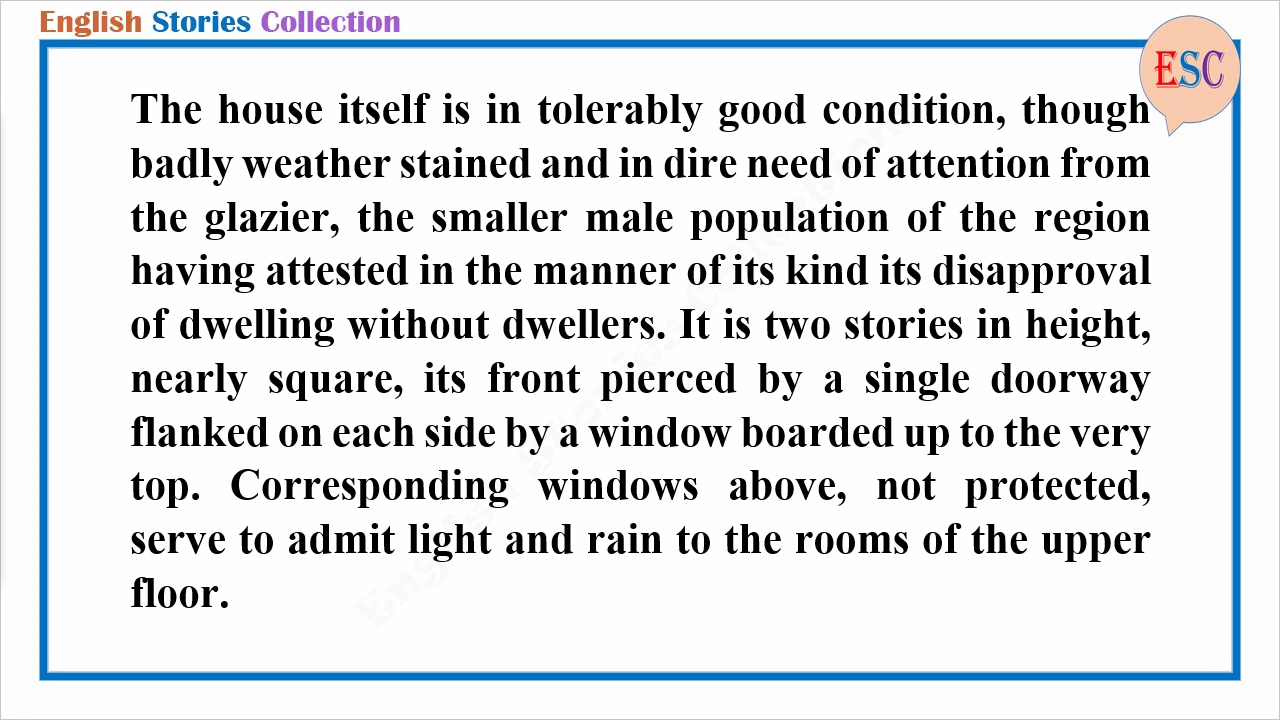 English Stories Collection
ESC
The house itself is in tolerably good condition, though
badly weather stained and in dire need of attention from
the glazier, the smaller male population of the region
having attested in the manner of its kind its disapproval
of dwelling without dwellers. It is two stories in height,
nearly square, its front pierced by a single doorway
flanked on each side by a window boarded up to the very
top. Corresponding windows above, not protected,
serve to admit light and rain to the rooms of the upper
floor.
English Stories Collection